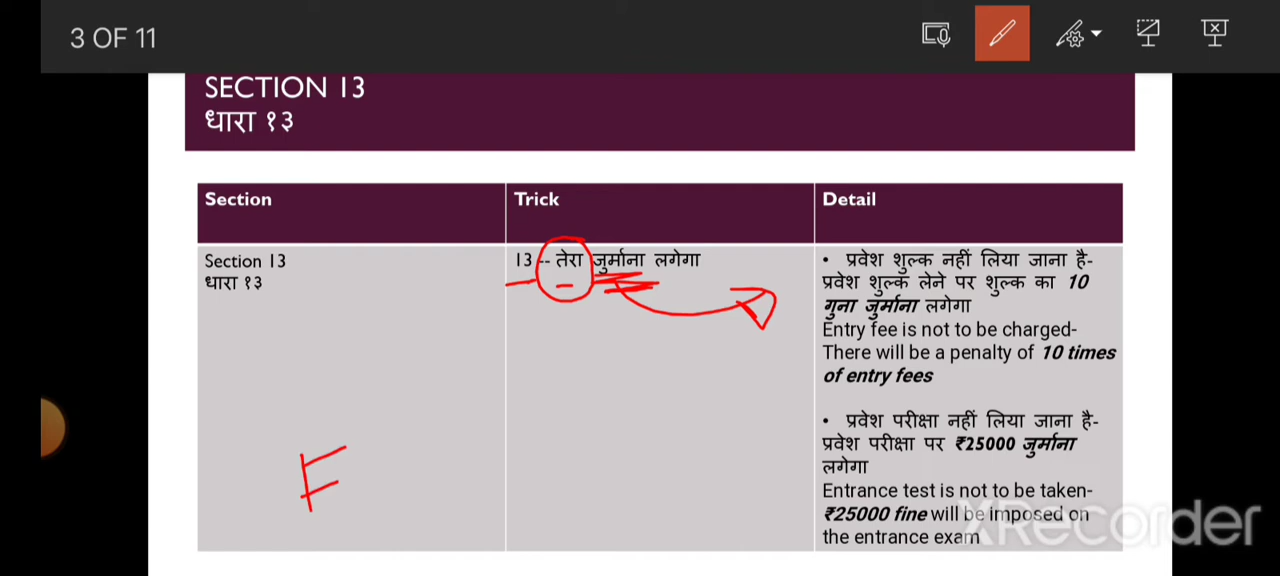 3 OF 11
SECTION 13
धारा १३
Section
Trick
Detail
Section 13
धारा १३
13 -- तेरा जुर्माना लगेगा
• प्रवेश शुल्क नहीं लिया जाना है-
प्रवेश शुल्क लेने पर शुल्क का 10
गुना जुर्माना लगेगा
Entry fee is not to be charged-
There will be a penalty of 10 times
of entry fees
• प्रवेश परीक्षा नहीं लिया जाना है-
प्रवेश परीक्षा पर ₹25000 जुर्माना
लगेगा
Entrance test is not to be taken-
₹25000 fine will be imposed on
the entrance exam
F
XRecorder